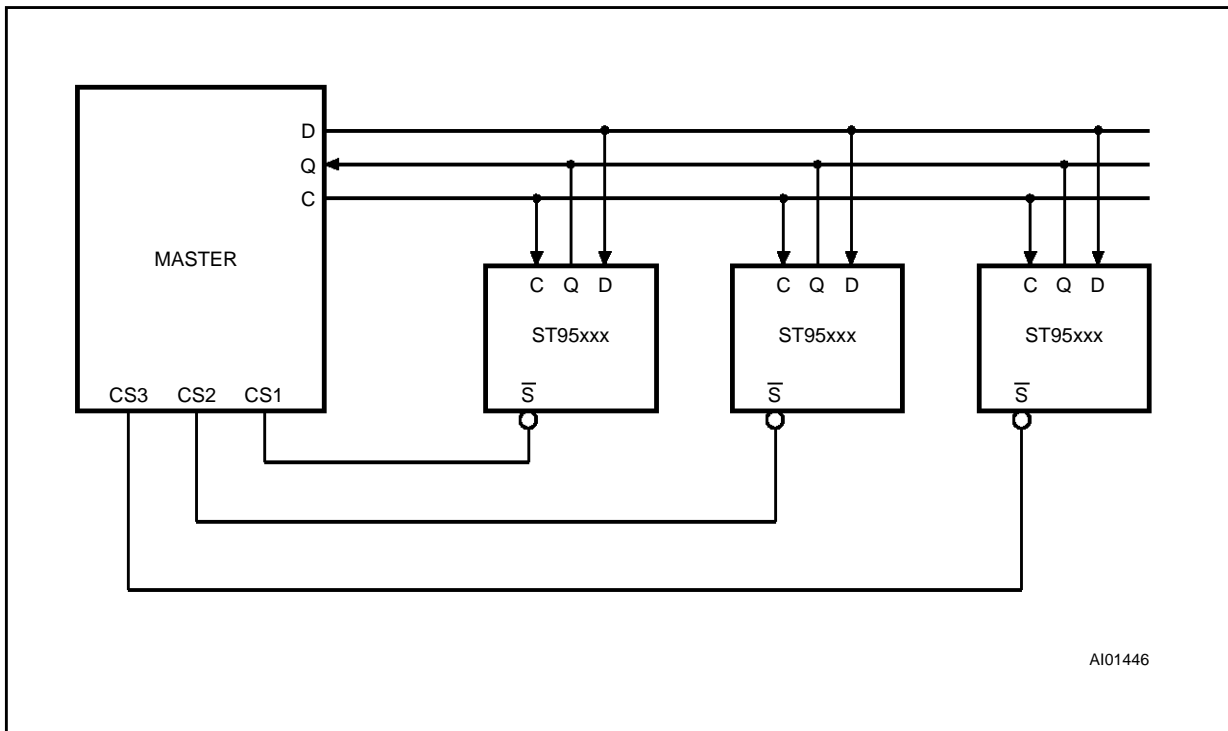 D
Q
C
MASTER
C Q D
C Q D
C Q D
ST95xxx
ST95xxx
ST95xxx
CS3 CS2 CS1
S̅
S̅
S̅
AI01446